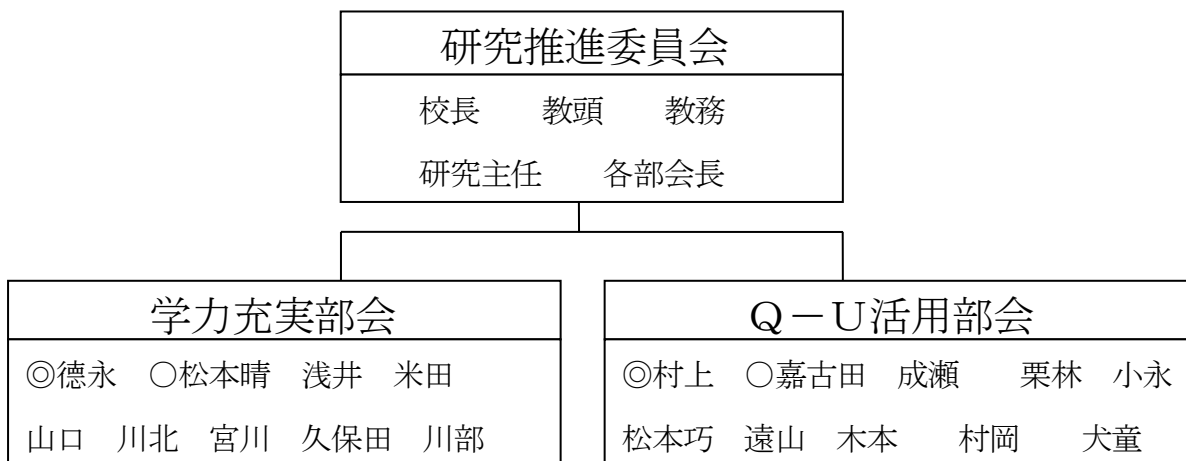 研究推進委員会
校長　教頭　教務
研究主任　各部会長
学力充実部会
◎德永　○松本晴　浅井　米田
山口　川北　宮川　久保田　川部
Ｑ－Ｕ活用部会
◎村上　○嘉古田　成瀬　栗林　小永
松本巧　遠山　木本　村岡　犬童